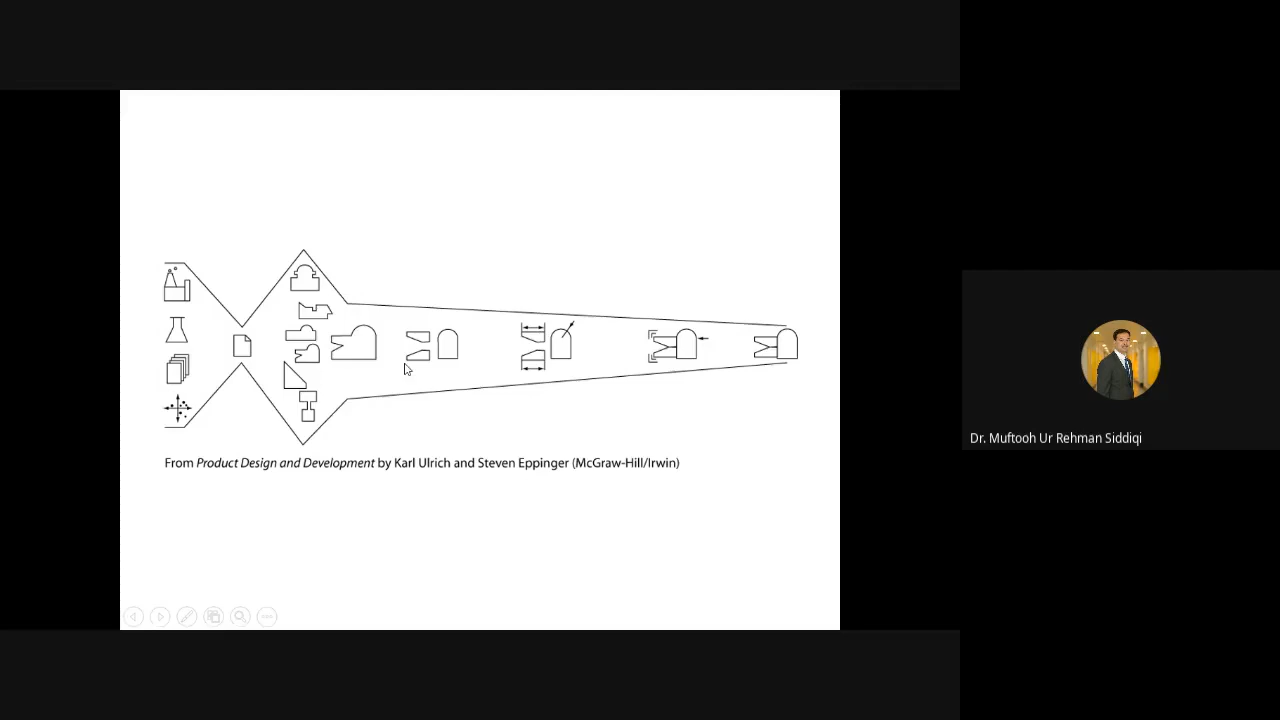 From Product Design and Development by Karl Ulrich and Steven Eppinger (McGraw-Hill/Irwin)
Dr. Muftooh Ur Rehman Siddiqi